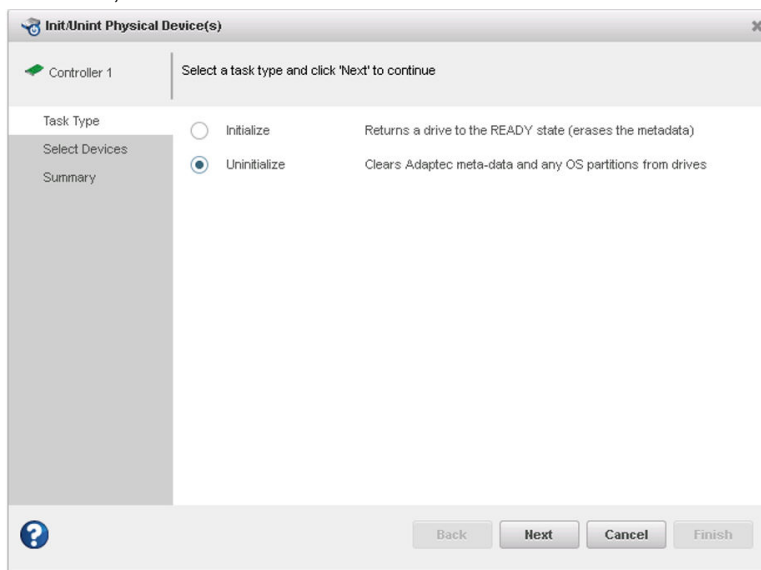 Init/Unint Physical Device(s)
Controller 1
Select a task type and click 'Next' to continue
Task Type
Select Devices
Summary
Initialize Returns a drive to the READY state (erases the metadata)
Uninitialize Clears Adaptec meta-data and any OS partitions from drives
? Back Next Cancel Finish